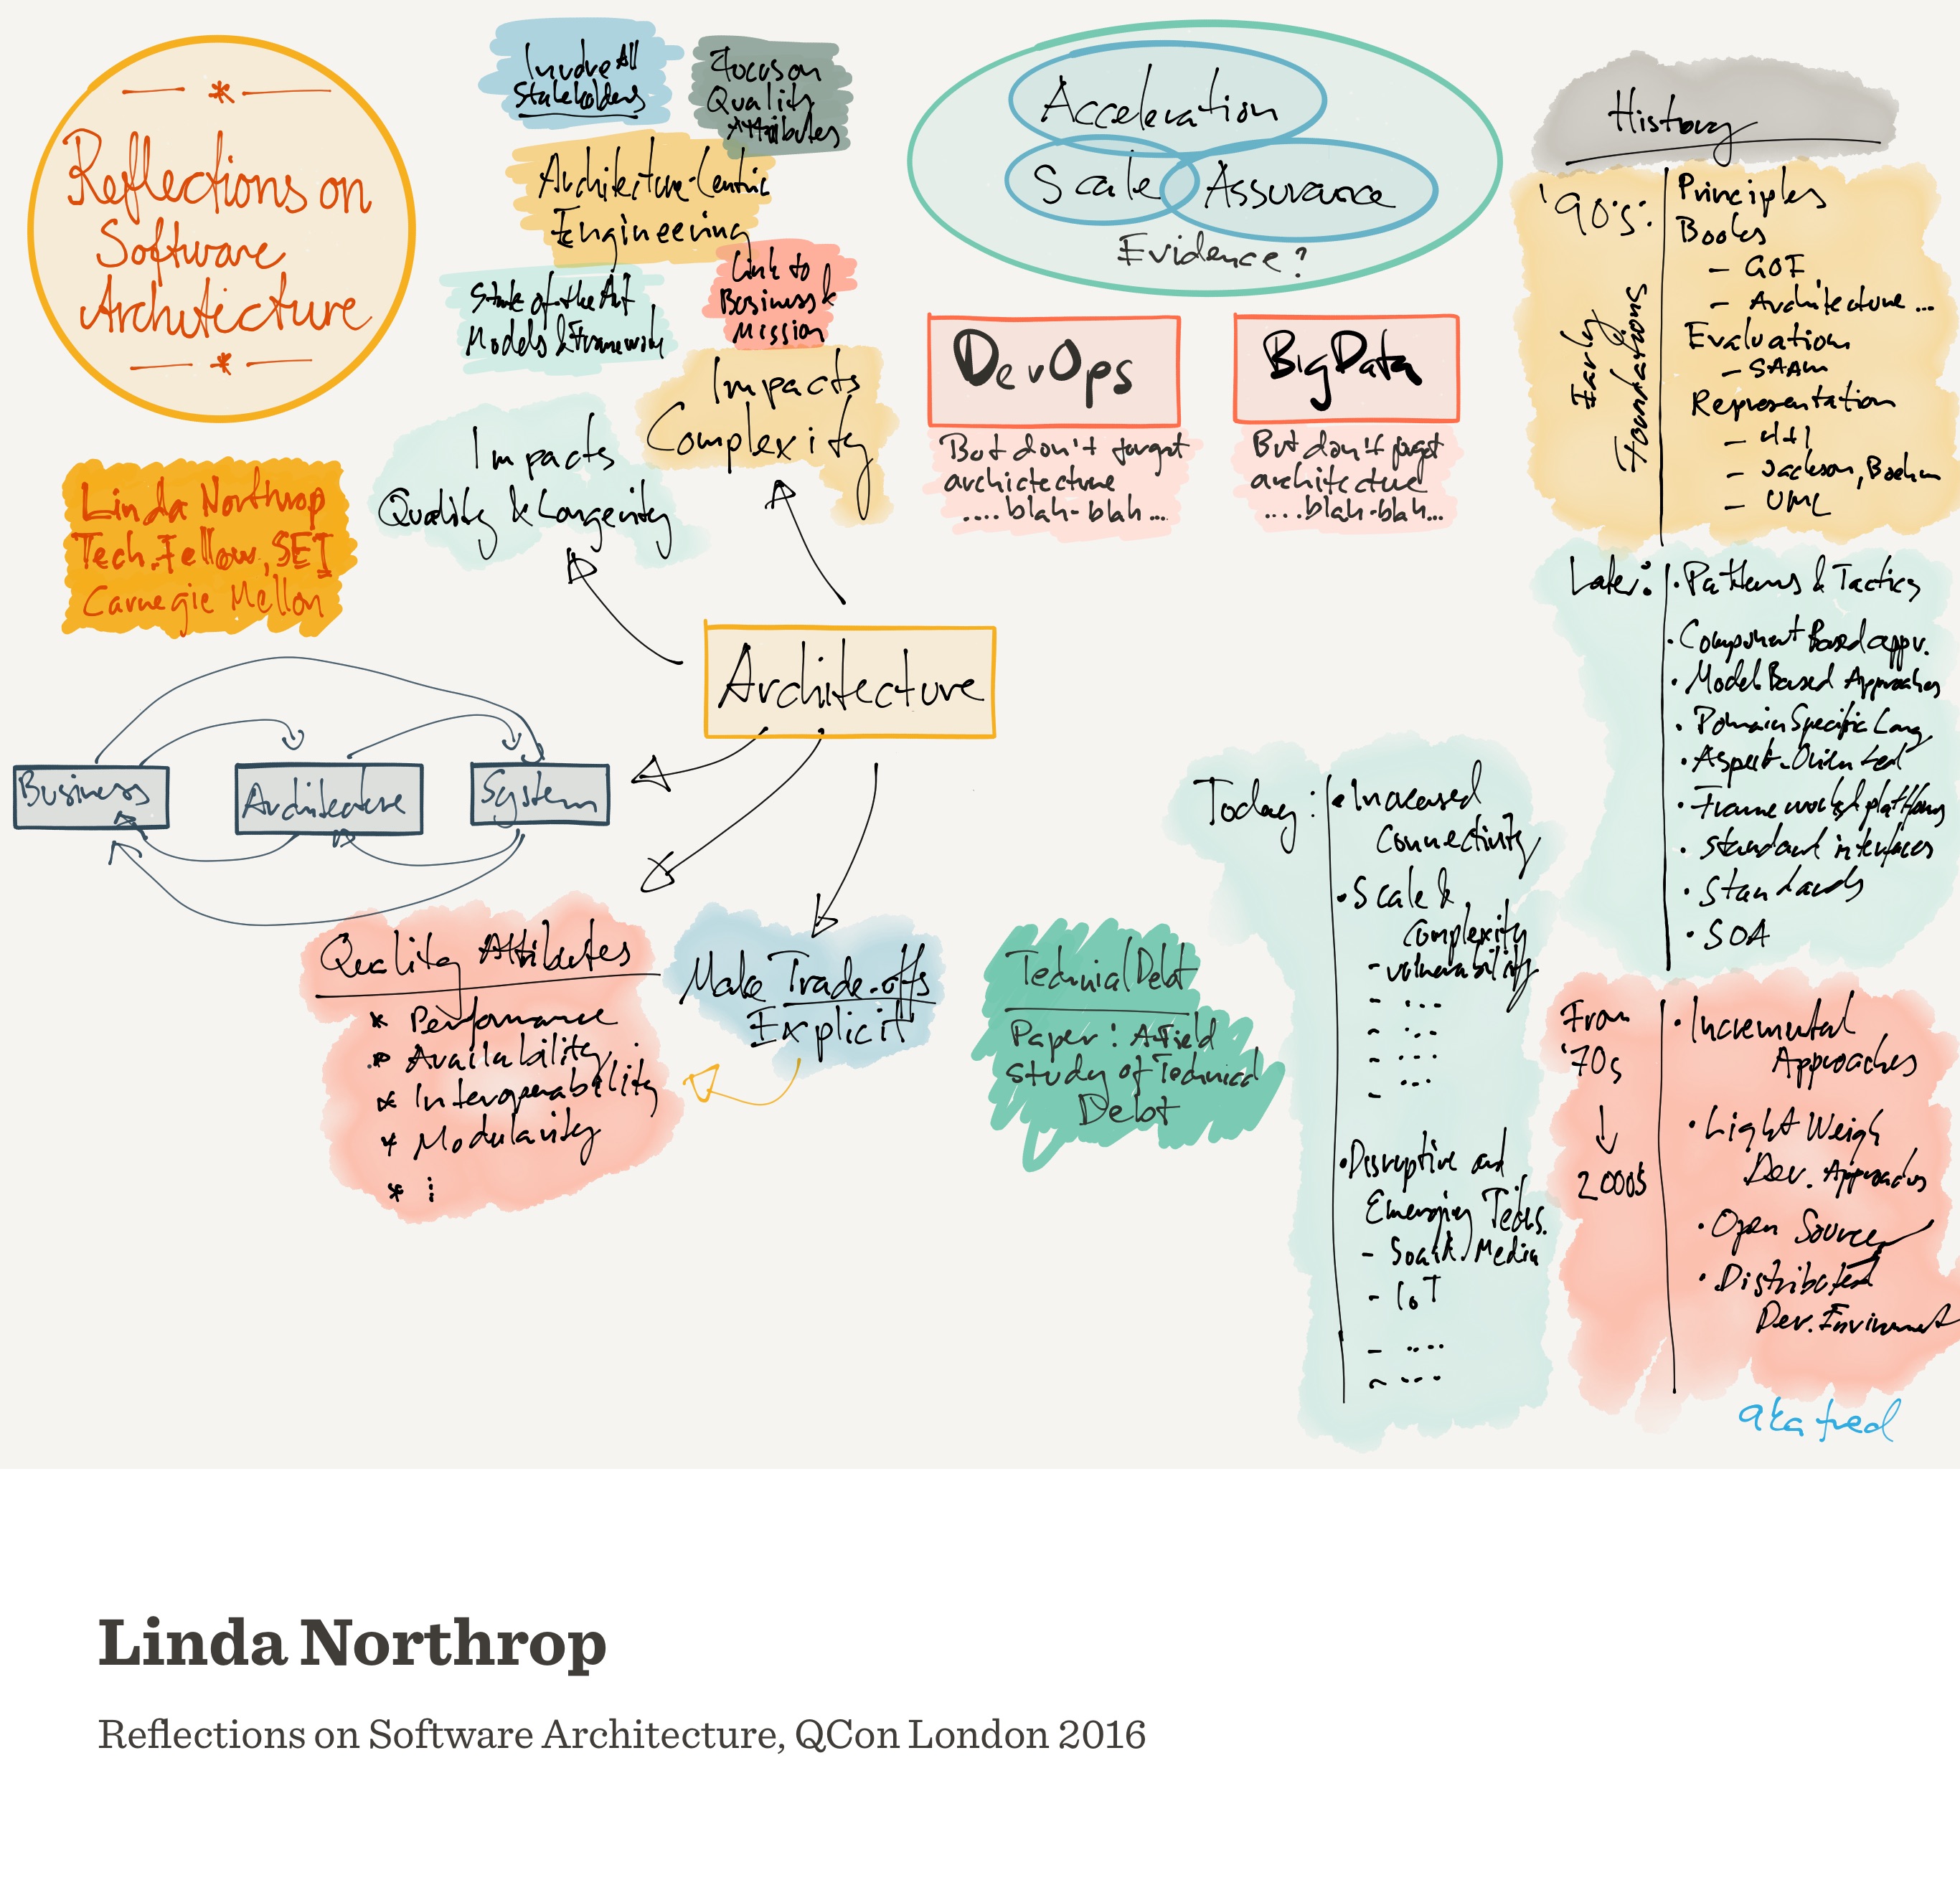 Reflections on
Software
Architecture
Linda Northrop
Tech. Fellow, SEI
Carnegie Mellon
Involve All
Stakeholders
Focus on
Quality
Attributes
Architecture-Centric
Engineering
State of the Art
Models & Framework
Link to
Business &
Mission
Impacts
Complexity
Impacts
Quality & Longevity
Architecture
Business
Architecture
System
Quality Attributes
* Performance
* Availability
* Interoperability
* Modularity
* ⋮
Make Trade-offs
Explicit
Acceleration
Scale
Assurance
Evidence?
DevOps
But don't forget
architecture
....blah-blah...
BigData
But don't forget
architecture
....blah-blah...
Technical Debt
Paper: A Field
Study of Technical
Debt
Today:
• Increased
Connectivity
• Scale &
Complexity
- vulnerability
- ...
- ...
- ....
- ...
-
• Disruptive and
Emerging Techs.
- Social Media
- IoT
- ....
- ....
History
'90's:
Early
Foundations
Principles
Books
- GOF
- Architecture ...
Evaluation
- SAAM
Representation
- 4+1
- Jackson, Boehm
- UML
Later:
• Patterns & Tactics
• Component Based appr.
• Model Based Approaches
• Domain Specific Lang
• Aspect-Oriented
• Frameworks & platforms
• Standard interfaces
• Standards
• SOA
From
'70s
↓
2000s
• Incremental
Approaches
• Light Weigh
Dev. Approaches
• Open Source
• Distributed
Dev. Environment
aka fred
Linda Northrop
Reflections on Software Architecture, QCon London 2016